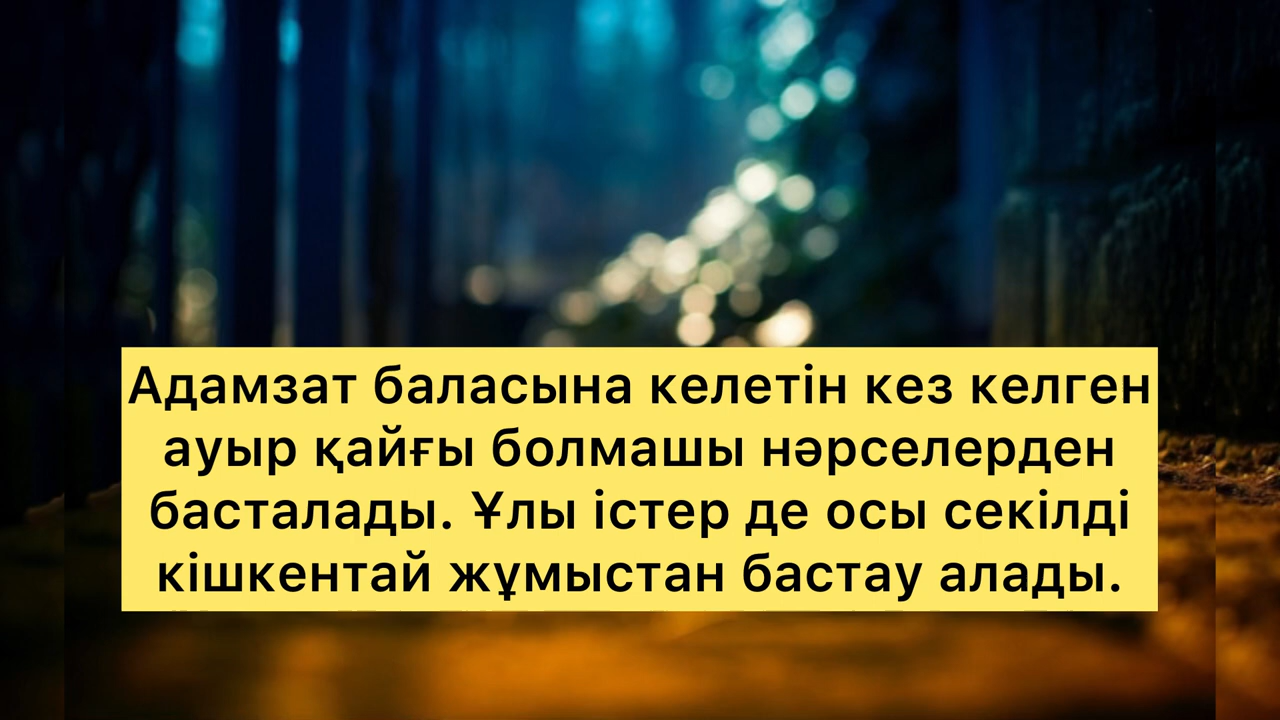 Адамзат баласына келетін кез келген
ауыр қайғы болмашы нәрселерден
басталады. Ұлы істер де осы секілді
кішкентай жұмыстан бастау алады.